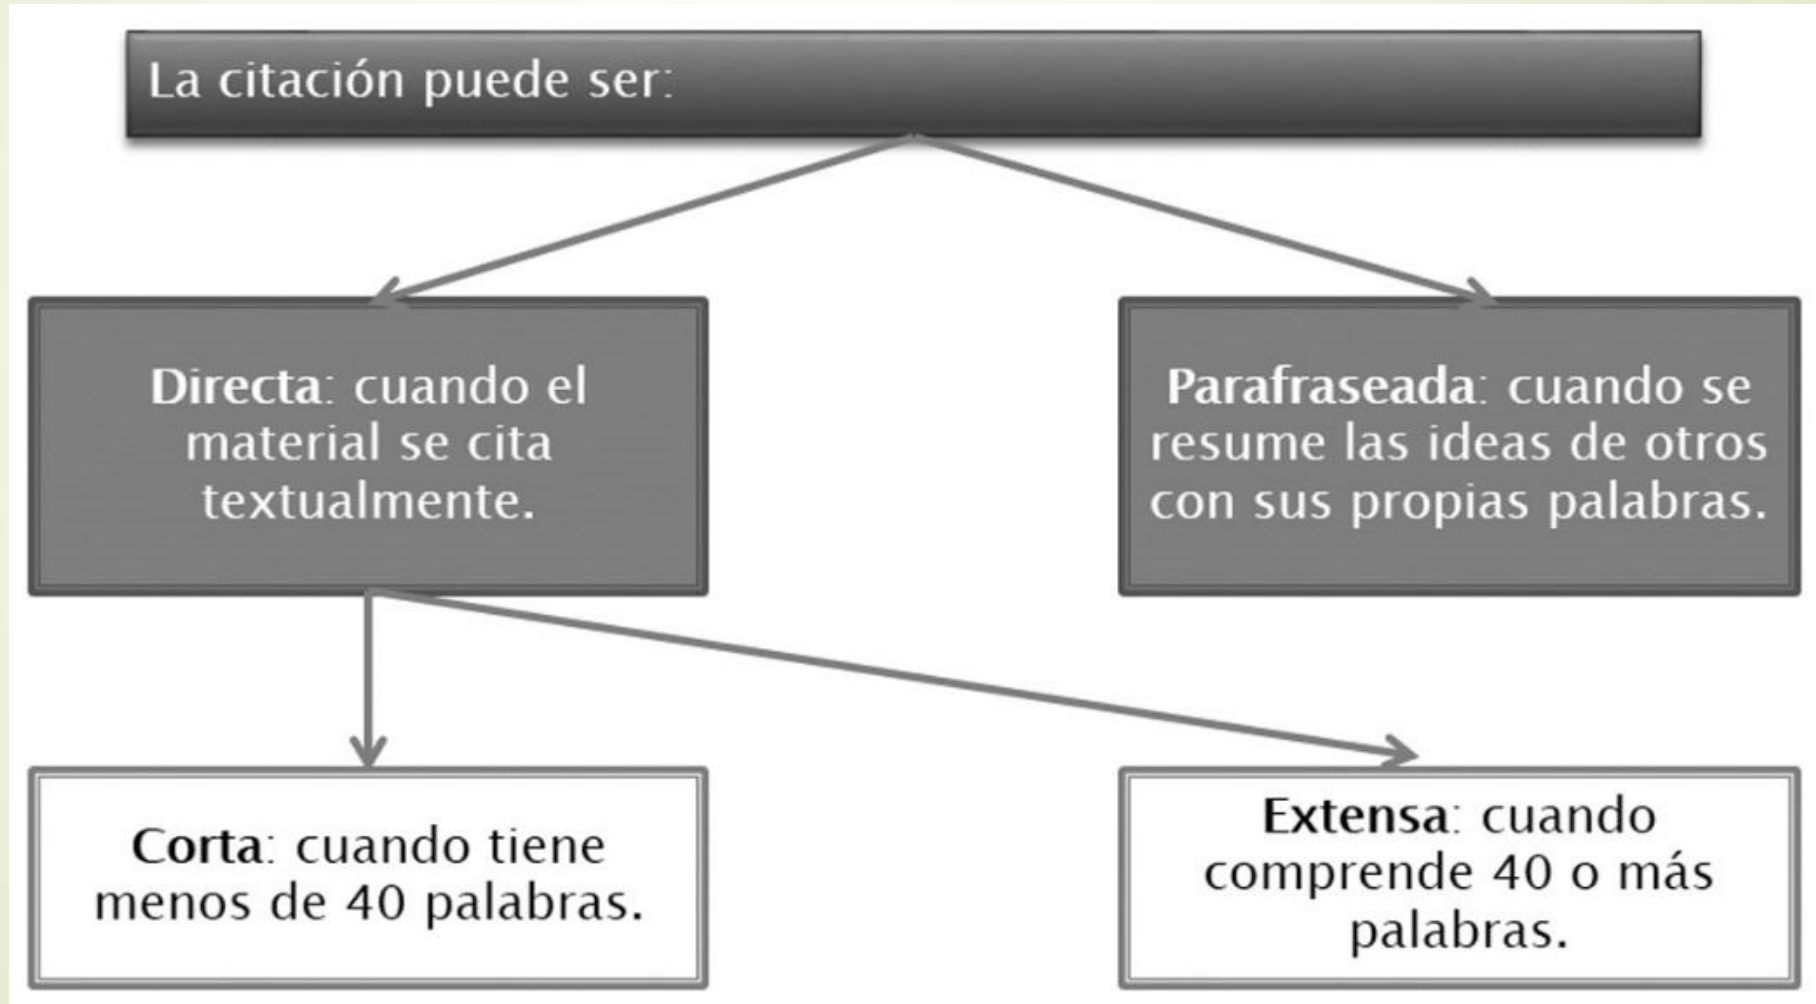 La citación puede ser:
Directa: cuando el
material se cita
textualmente.
Parafraseada: cuando se
resume las ideas de otros
con sus propias palabras.
Corta: cuando tiene
menos de 40 palabras.
Extensa: cuando
comprende 40 o más
palabras.